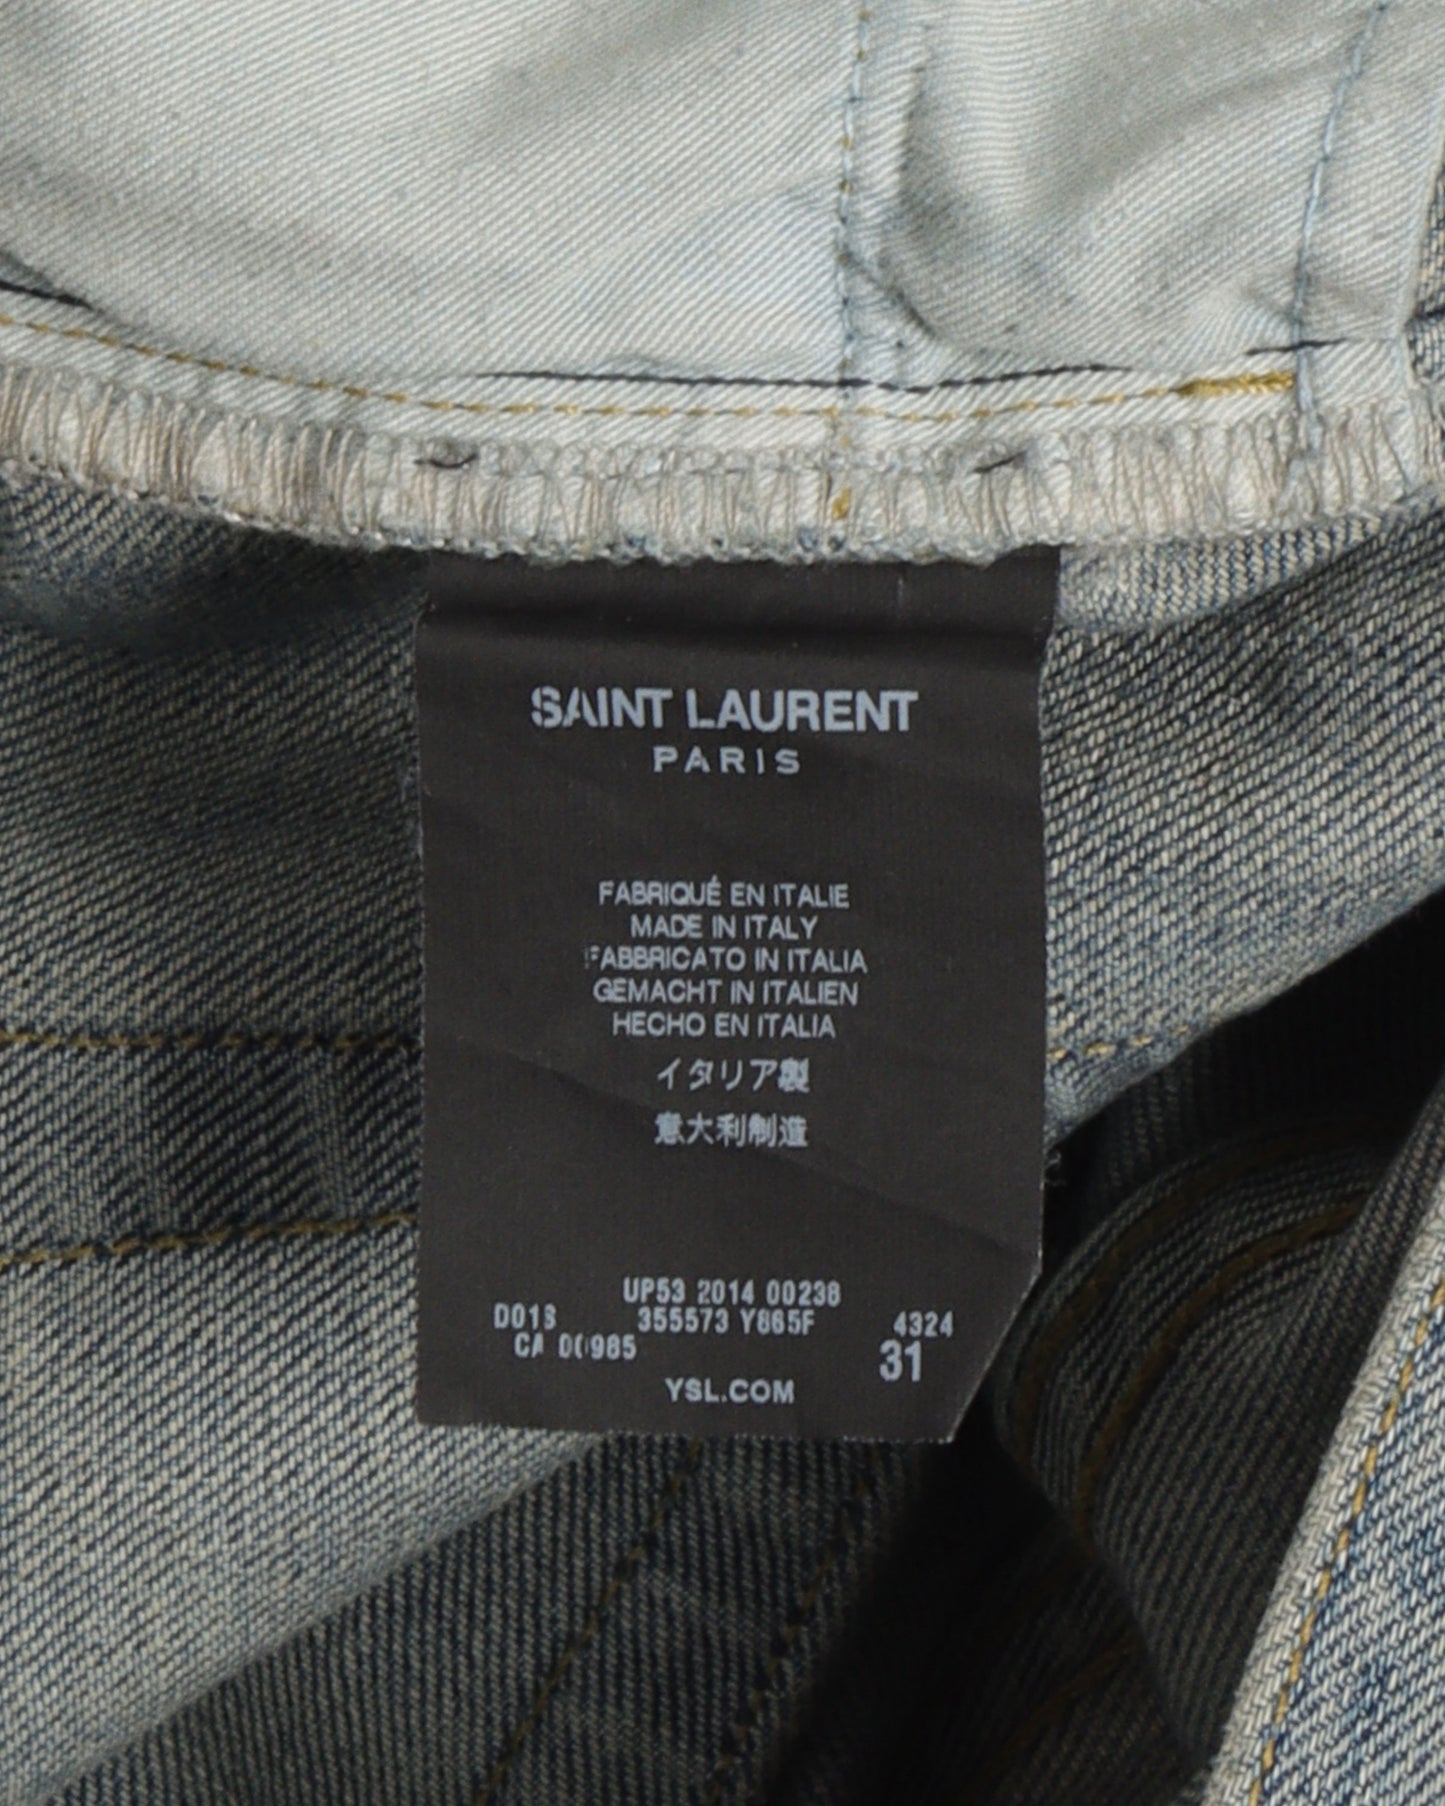 SAINT LAURENT
PARIS
FABRIQUÉ EN ITALIE
MADE IN ITALY
FABBRICATO IN ITALIA
GEMACHT IN ITALIEN
HECHO EN ITALIA
イタリア製
意大利制造
UP53 2014 00238
355573 Y865F 4324
CA 00985 31
YSL.COM